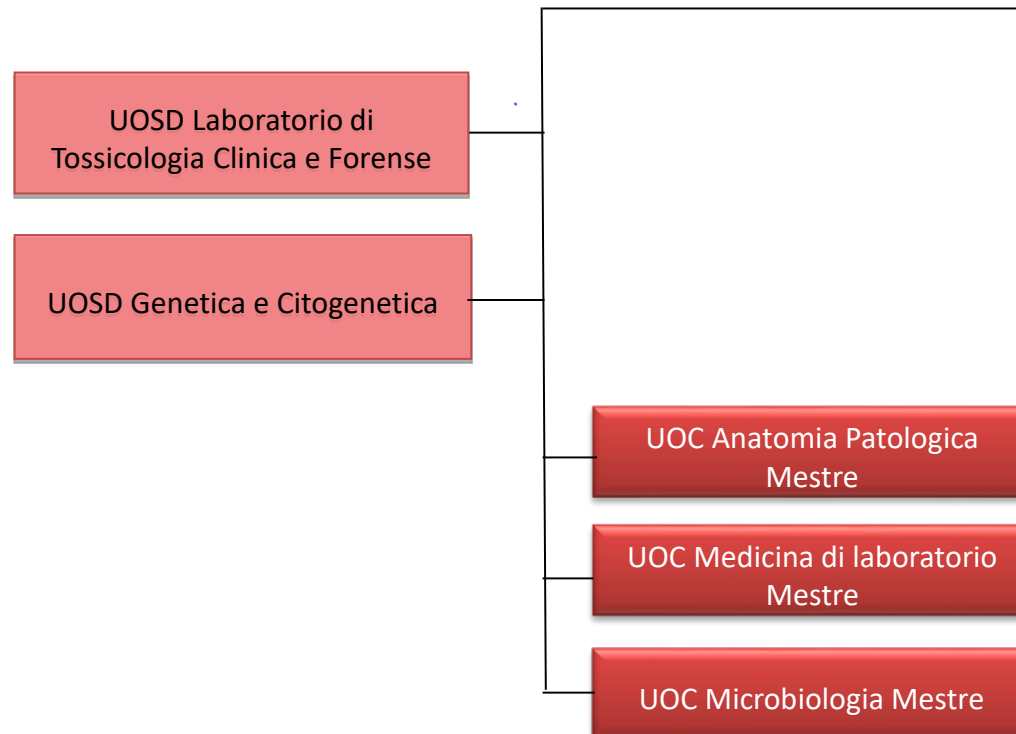 UOSD Laboratorio di
Tossicologia Clinica e Forense
UOSD Genetica e Citogenetica
UOC Anatomia Patologica
Mestre
UOC Medicina di laboratorio
Mestre
UOC Microbiologia Mestre